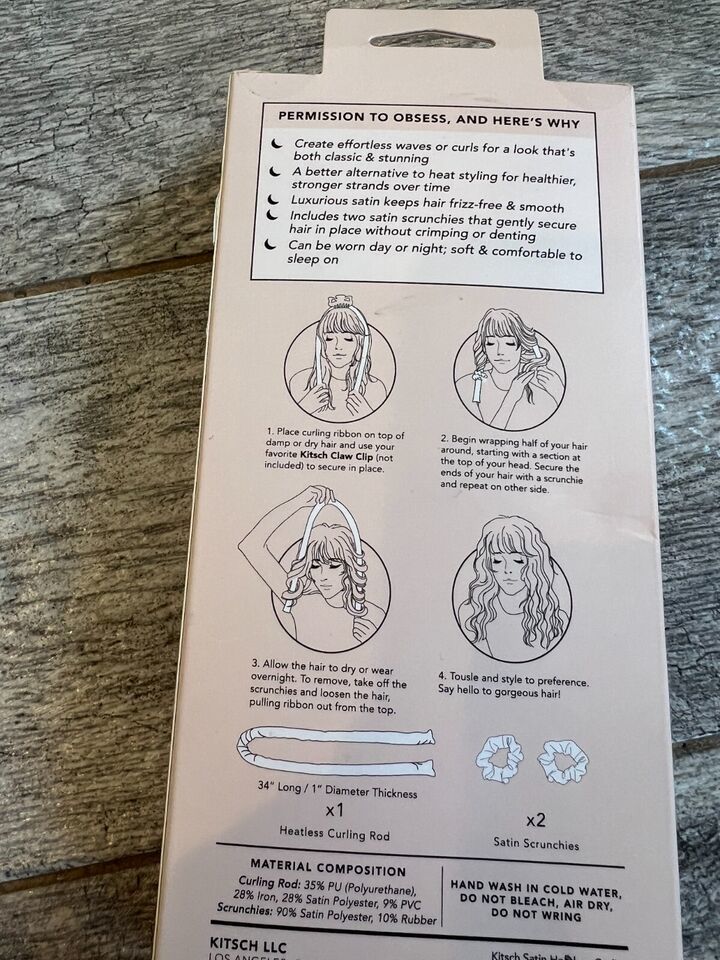 PERMISSION TO OBSESS, AND HERE'S WHY
Create effortless waves or curls for a look that's
both classic & stunning
A better alternative to heat styling for healthier,
stronger strands over time
Luxurious satin keeps hair frizz-free & smooth
Includes two satin scrunchies that gently secure
hair in place without crimping or denting
Can be worn day or night; soft & comfortable to
sleep on
1. Place curling ribbon on top of
damp or dry hair and use your
favorite Kitsch Claw Clip (not
included) to secure in place.
2. Begin wrapping half of your hair
around, starting with a section at
the top of your head. Secure the
ends of your hair with a scrunchie
and repeat on other side.
3. Allow the hair to dry or wear
overnight. To remove, take off the
scrunchies and loosen the hair,
pulling ribbon out from the top.
4. Tousle and style to preference.
Say hello to gorgeous hair!
34" Long / 1" Diameter Thickness
x1
Heatless Curling Rod
x2
Satin Scrunchies
MATERIAL COMPOSITION
Curling Rod: 35% PU (Polyurethane),
28% Iron, 28% Satin Polyester, 9% PVC
Scrunchies: 90% Satin Polyester, 10% Rubber
HAND WASH IN COLD WATER,
DO NOT BLEACH, AIR DRY,
DO NOT WRING
KITSCH LLC
Kitsch Satin